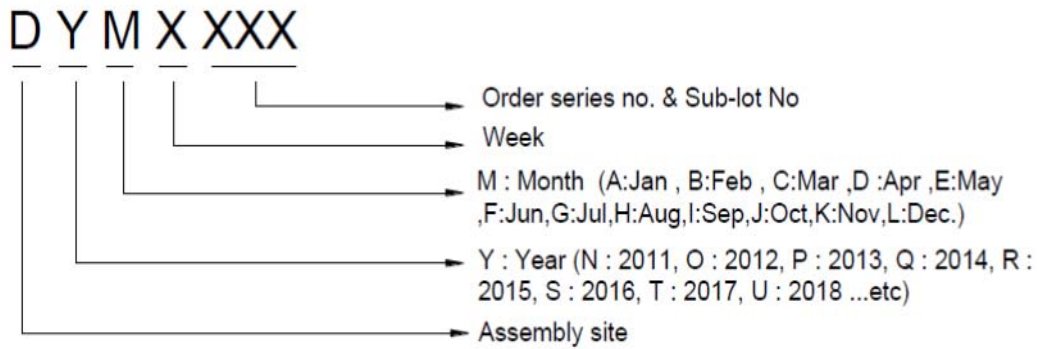 D Y M X XXX
Order series no. & Sub-lot No
Week
M : Month (A:Jan , B:Feb , C:Mar ,D :Apr ,E:May
,F:Jun,G:Jul,H:Aug,I:Sep,J:Oct,K:Nov,L:Dec.)
Y : Year (N : 2011, O : 2012, P : 2013, Q : 2014, R :
2015, S : 2016, T : 2017, U : 2018 ...etc)
Assembly site